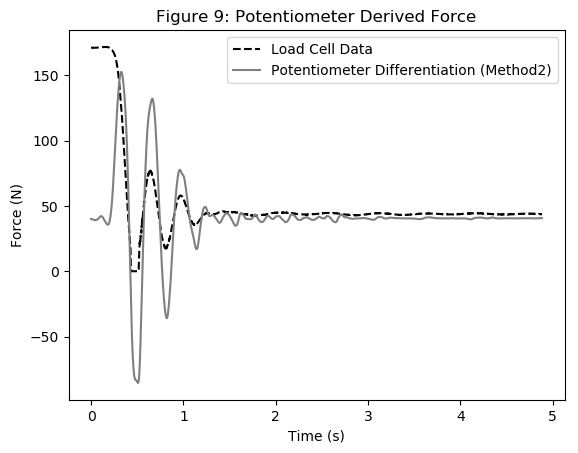 Figure 9: Potentiometer Derived Force
Load Cell Data
Potentiometer Differentiation (Method2)
Force (N)
150
100
50
0
−50
0 1 2 3 4 5
Time (s)